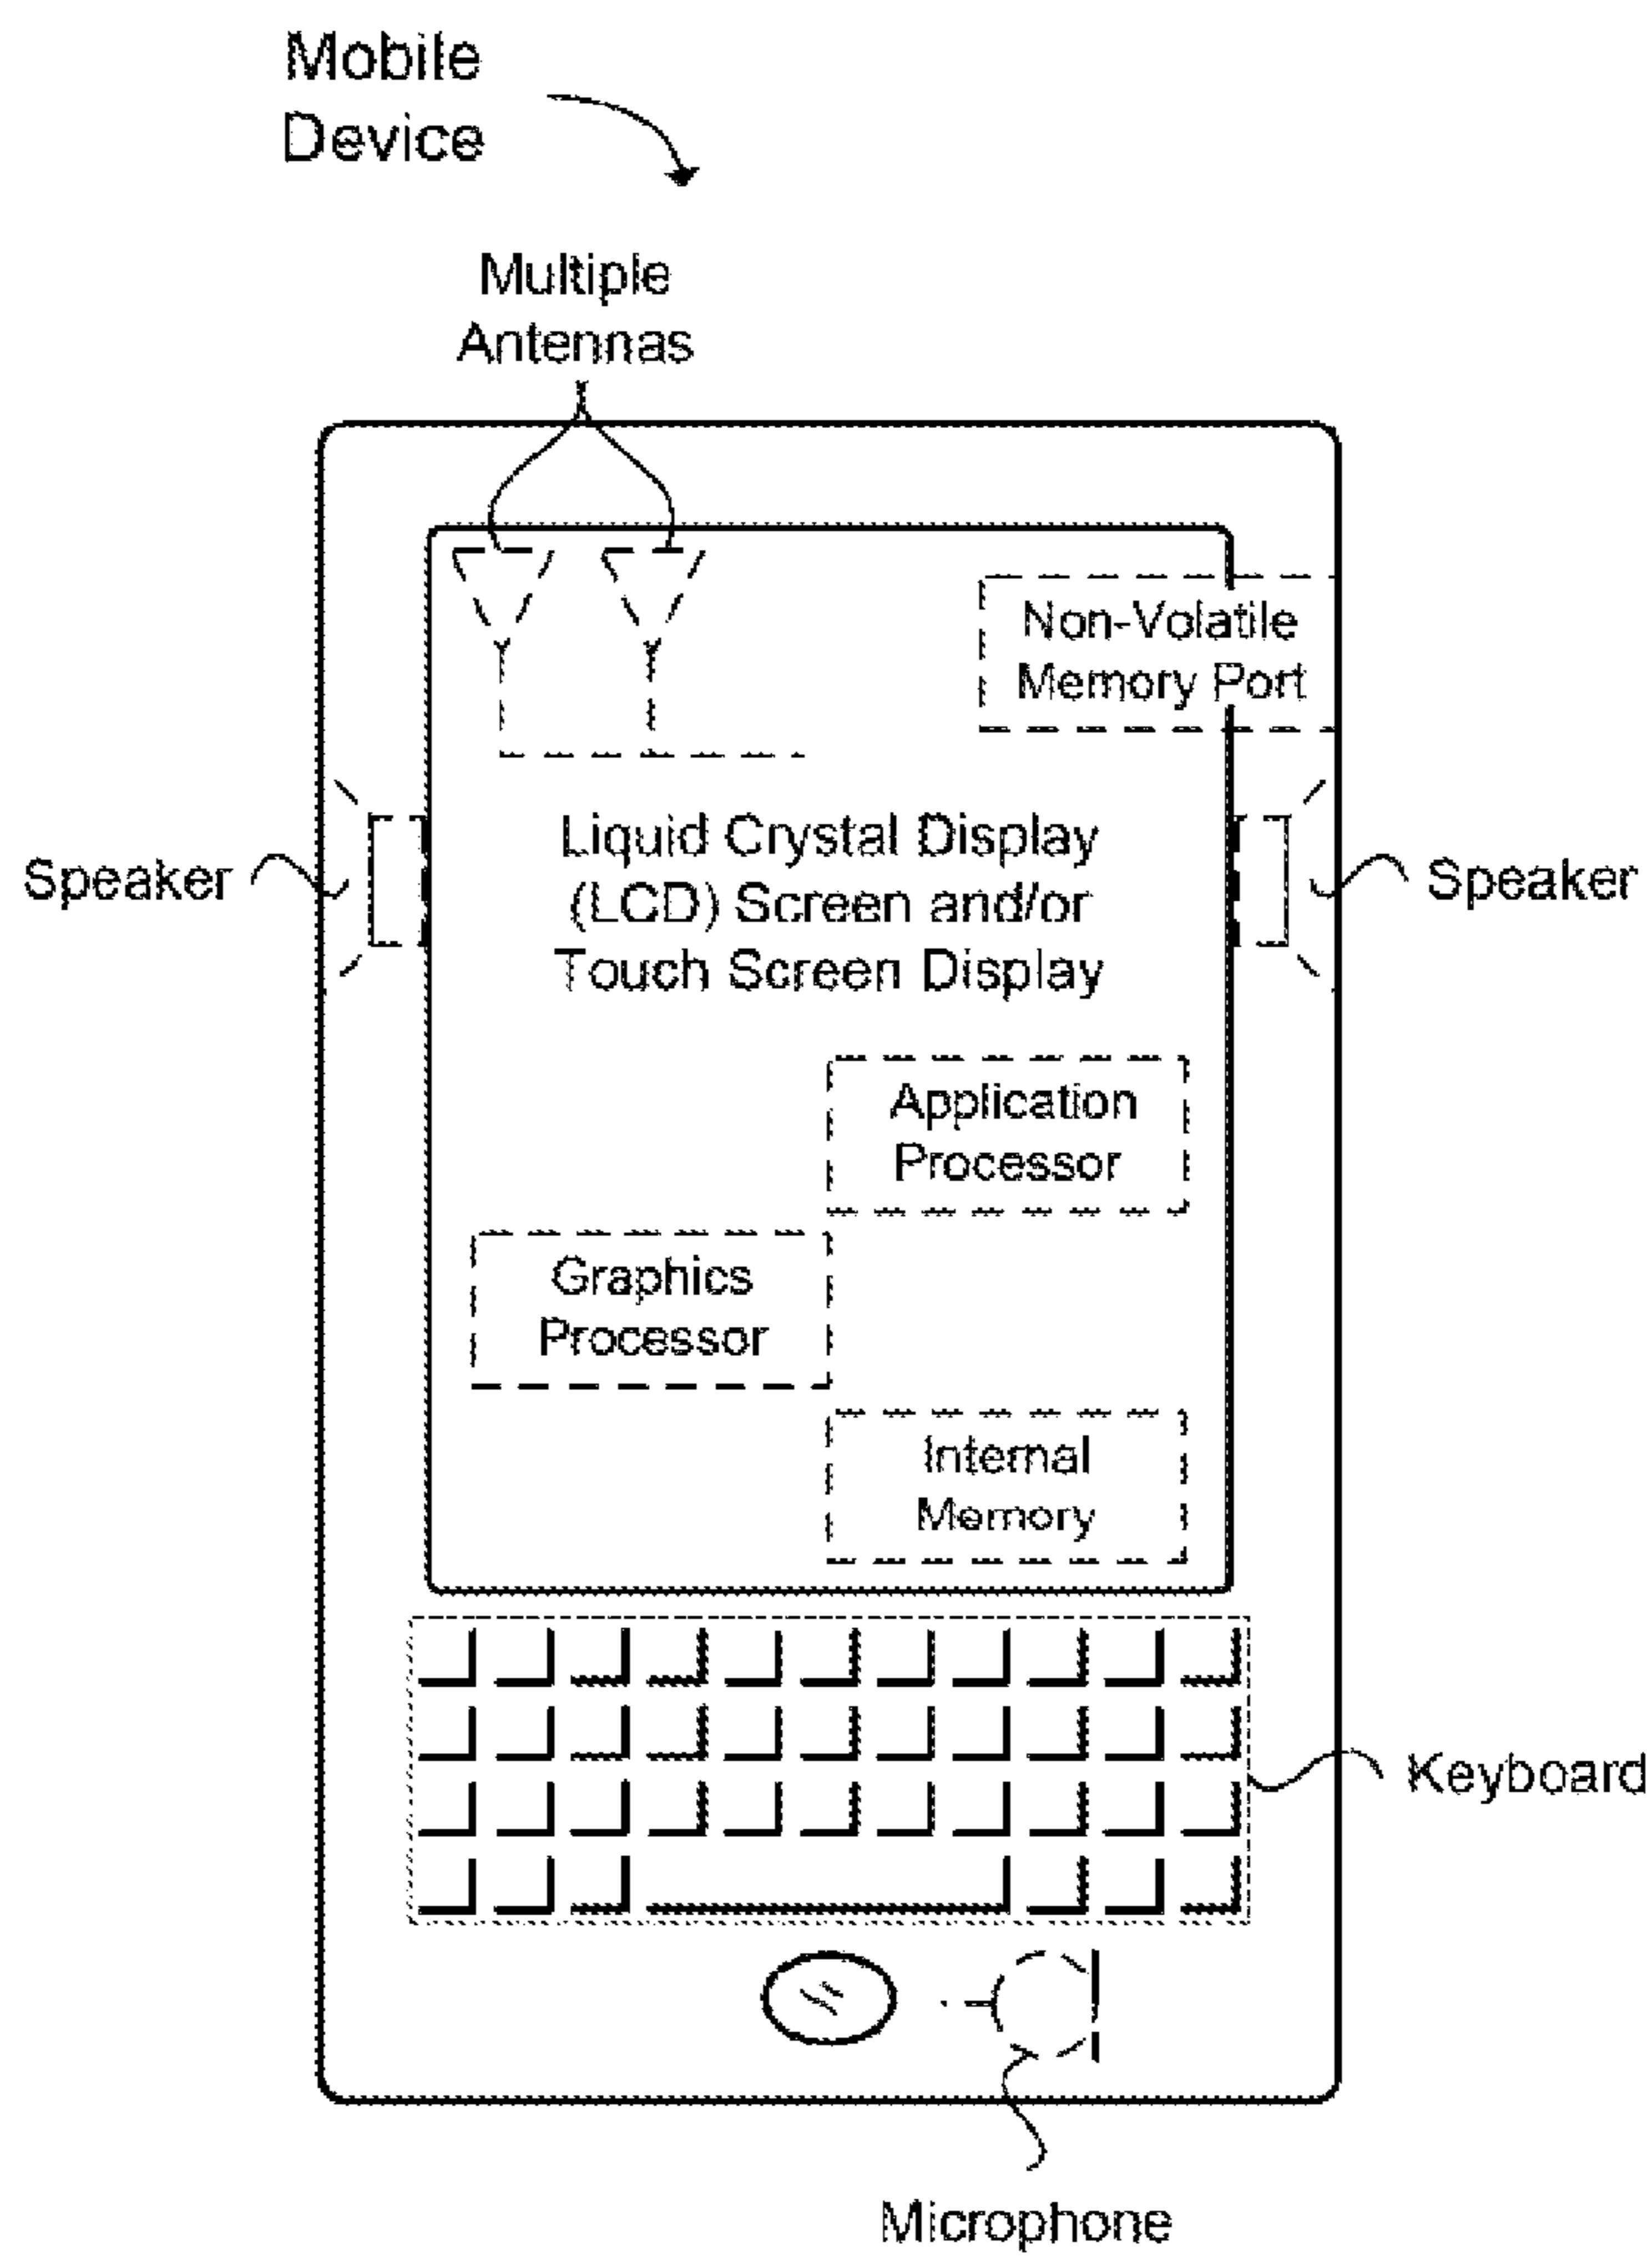 Mobile
Device
Multiple
Antennas
Non-Volatile
Memory Port
Speaker
Liquid Crystal Display
(LCD) Screen and/or
Touch Screen Display
Speaker
Application
Processor
Graphics
Processor
Internal
Memory
Keyboard
Microphone